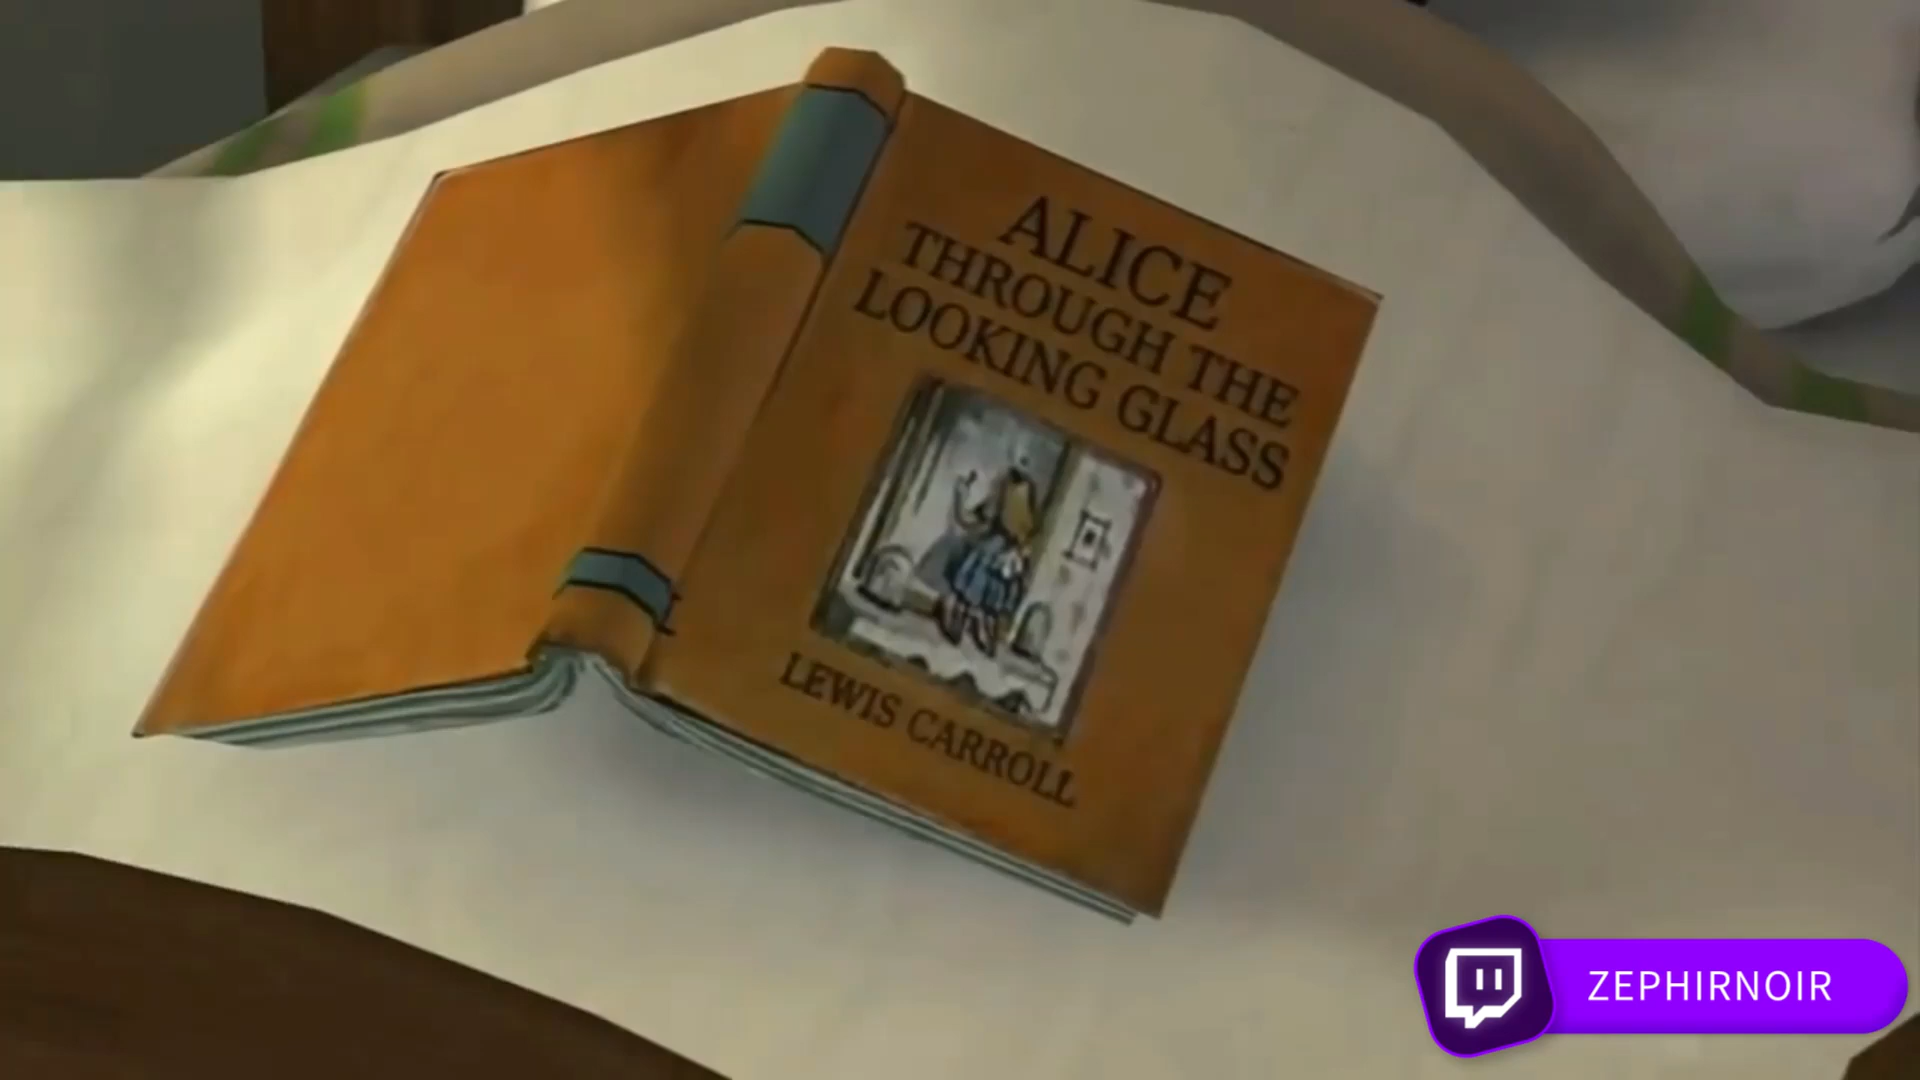 ALICE
THROUGH THE
LOOKING GLASS
LEWIS CARROLL
ZEPHIRNOIR